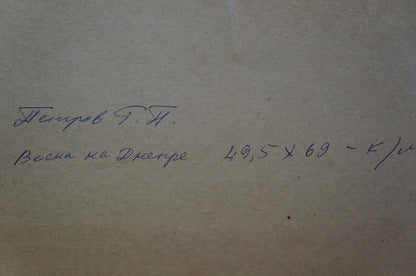 Петров Г. П.
Весна на Днепре . 49,5 х 69 – к/м